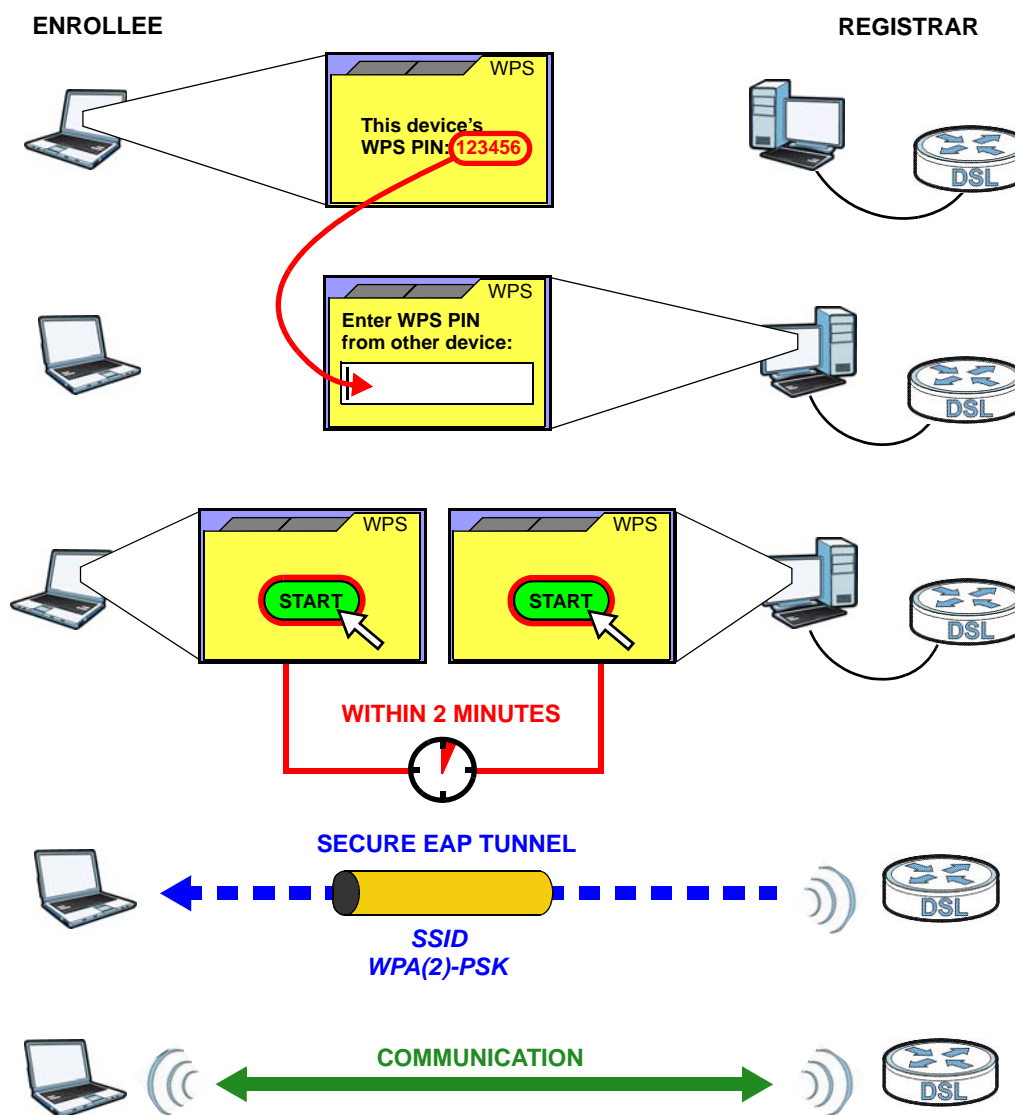 ENROLLEE
REGISTRAR
WPS
This device's
WPS PIN: 123456
DSL
WPS
Enter WPS PIN
from other device:
DSL
WPS
WPS
START
START
DSL
WITHIN 2 MINUTES
SECURE EAP TUNNEL
DSL
SSID
WPA(2)-PSK
COMMUNICATION
DSL